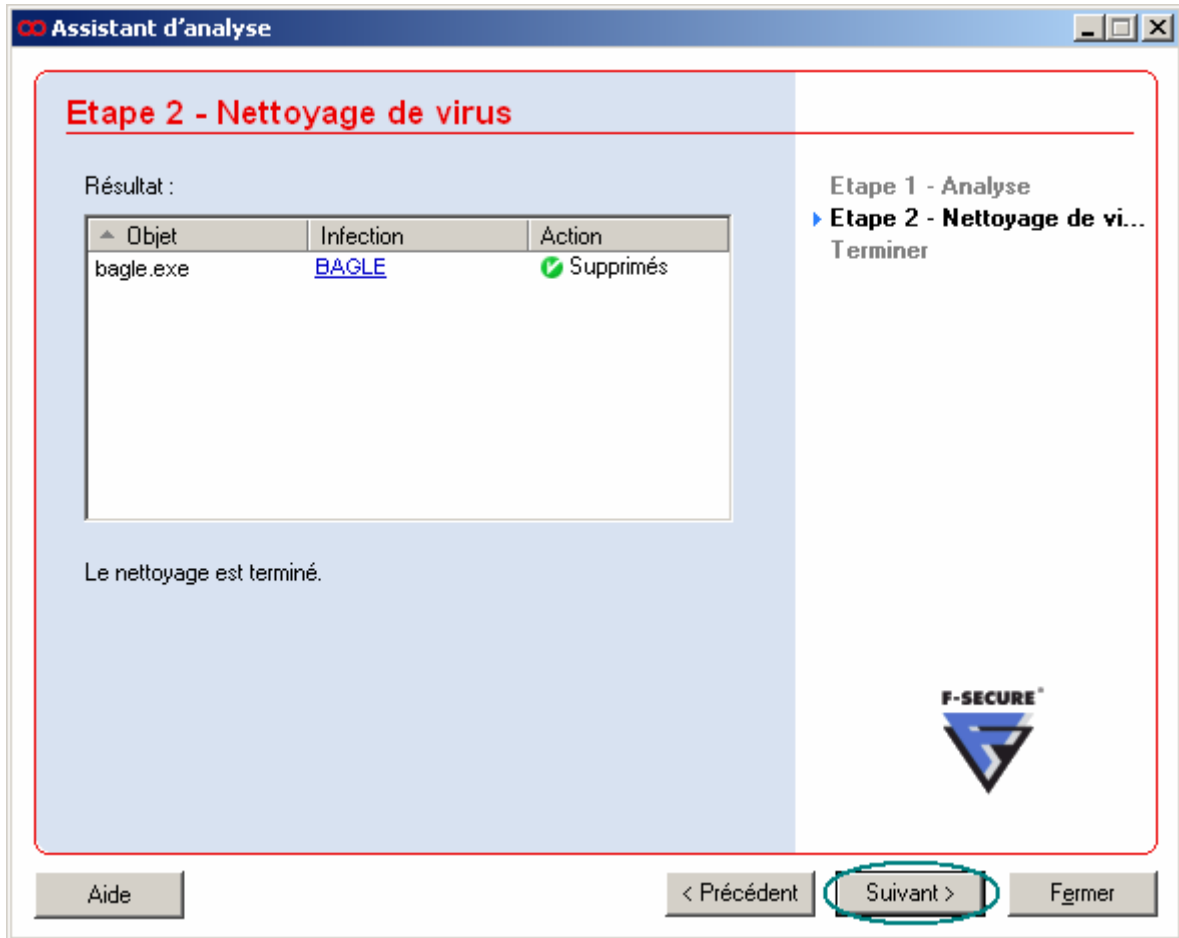 Assistant d'analyse
Etape 2 - Nettoyage de virus
Résultat :
Objet Infection Action
bagle.exe BAGLE Supprimés
Le nettoyage est terminé.
Etape 1 - Analyse
Etape 2 - Nettoyage de vi...
Terminer
F-SECURE®
Aide
< Précédent
Suivant >
Fermer